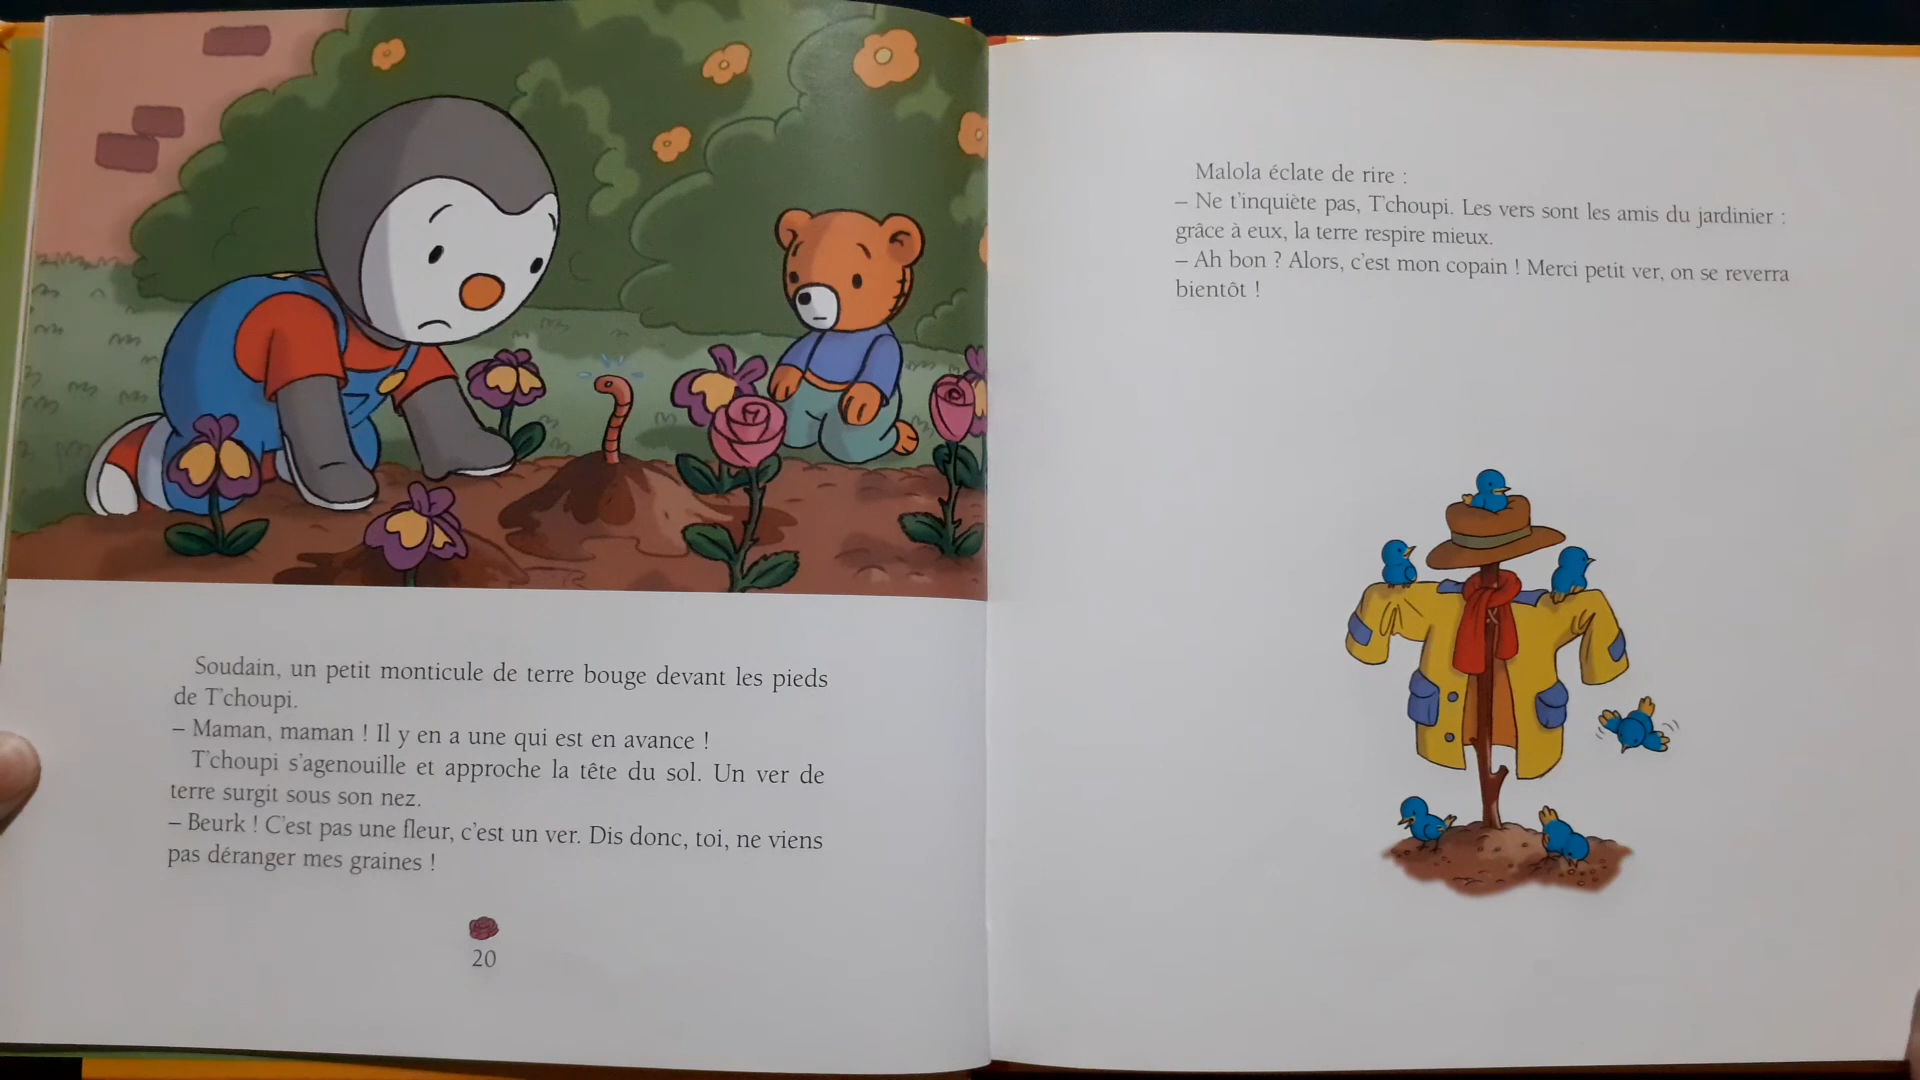 Soudain, un petit monticule de terre bouge devant les pieds
de T'choupi.
– Maman, maman ! Il y en a une qui est en avance !
T'choupi s'agenouille et approche la tête du sol. Un ver de
terre surgit sous son nez.
– Beurk ! C'est pas une fleur, c'est un ver. Dis donc, toi, ne viens
pas déranger mes graines !
20
Malola éclate de rire :
– Ne t'inquiète pas, T'choupi. Les vers sont les amis du jardinier :
grâce à eux, la terre respire mieux.
– Ah bon ? Alors, c'est mon copain ! Merci petit ver, on se reverra
bientôt !